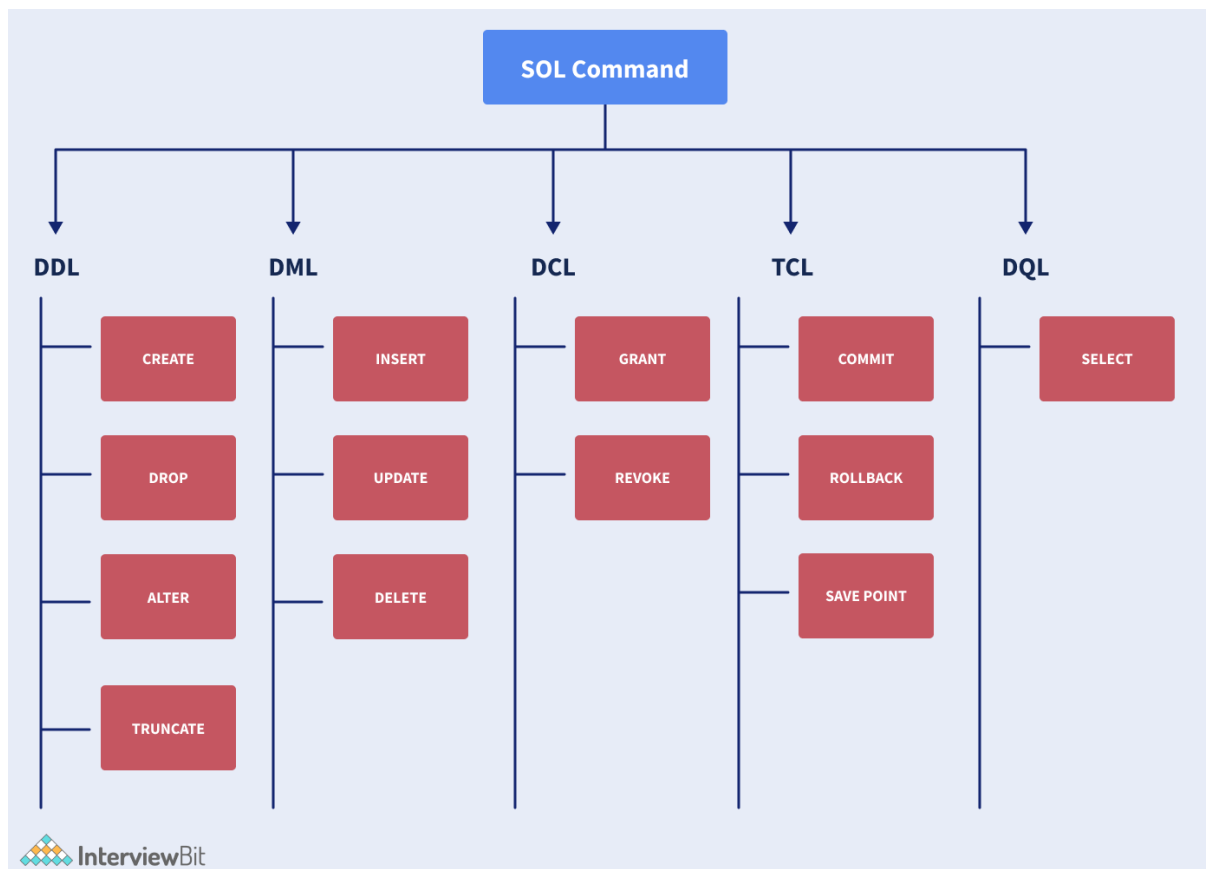 SOL Command
DDL
DML
DCL
TCL
DQL
CREATE
INSERT
GRANT
COMMIT
SELECT
DROP
UPDATE
REVOKE
ROLLBACK
ALTER
DELETE
SAVE POINT
TRUNCATE
InterviewBit